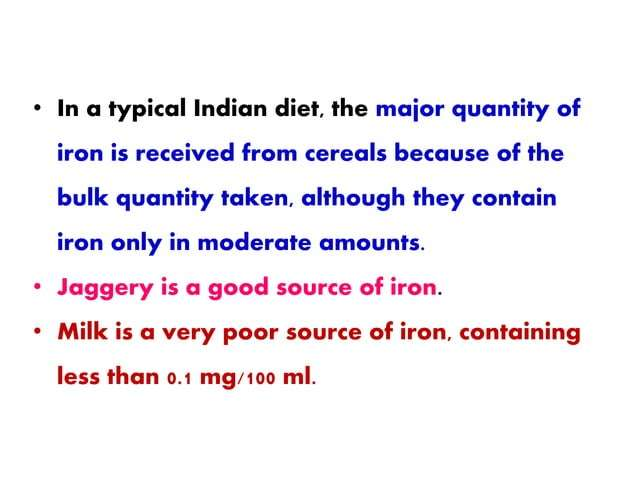 • In a typical Indian diet, the major quantity of
iron is received from cereals because of the
bulk quantity taken, although they contain
iron only in moderate amounts.
• Jaggery is a good source of iron.
• Milk is a very poor source of iron, containing
less than 0.1 mg/100 ml.